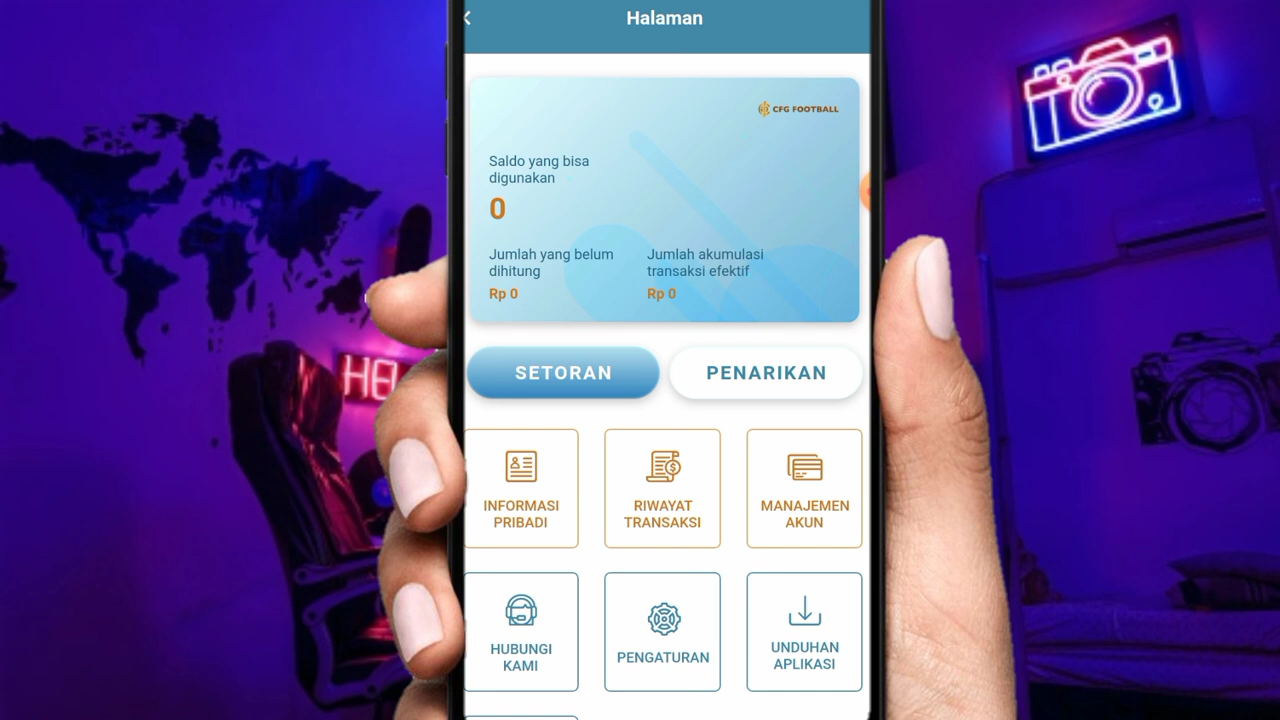 Halaman
CFG FOOTBALL
Saldo yang bisa
digunakan
0
Jumlah yang belum
dihitung
Rp 0
Jumlah akumulasi
transaksi efektif
Rp 0
SETORAN
PENARIKAN
INFORMASI
PRIBADI
RIWAYAT
TRANSAKSI
MANAJEMEN
AKUN
HUBUNGI
KAMI
PENGATURAN
UNDUHAN
APLIKASI